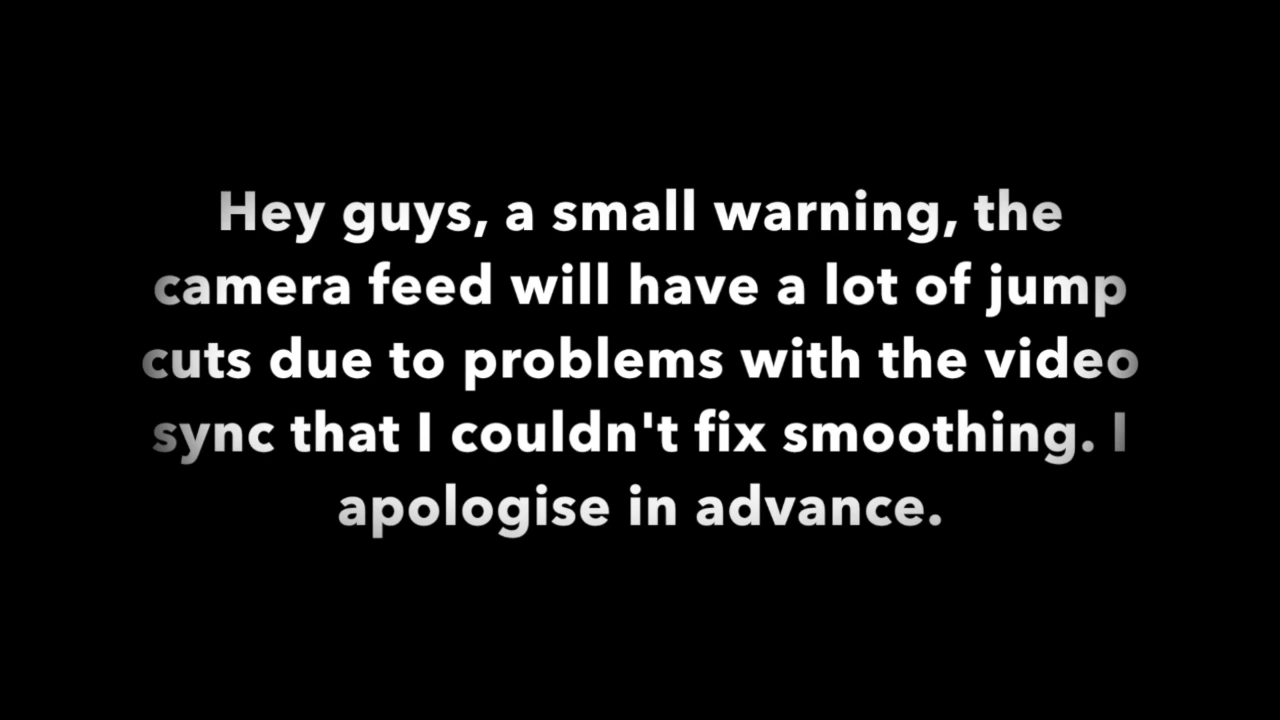 Hey guys, a small warning, the
camera feed will have a lot of jump
cuts due to problems with the video
sync that I couldn't fix smoothing. I
apologise in advance.